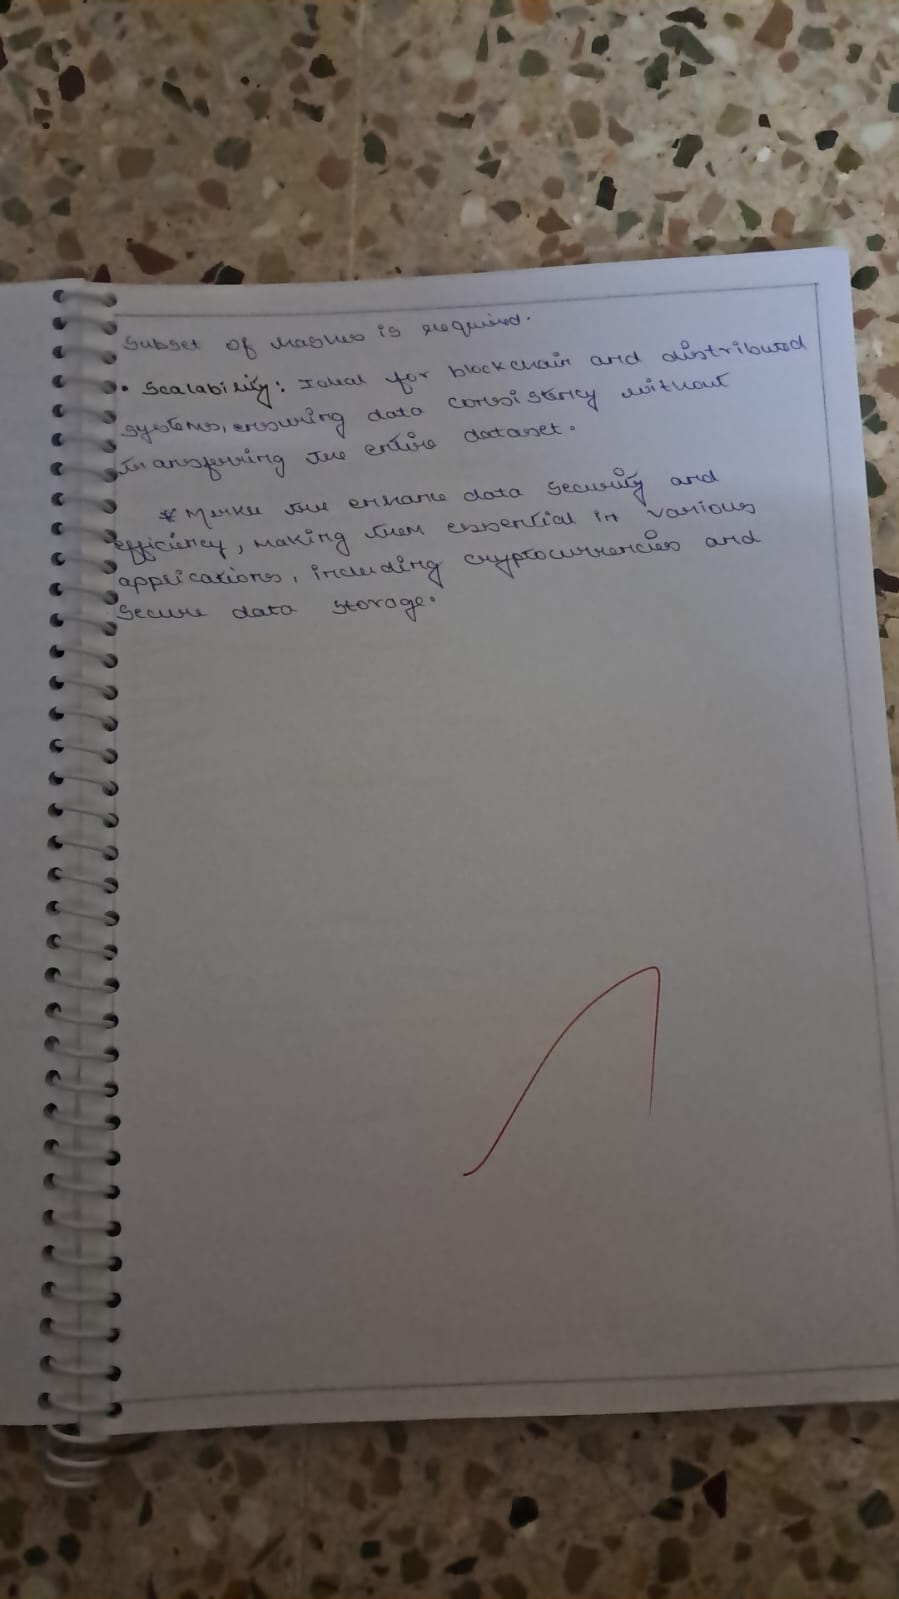 Subset of hashes is required.
• Scalability: Ideal for blockchain and distributed
systems, ensuring data consistency without
transferring the entire dataset.
* Merkle tree enhance data security and
efficiency, making them essential in various
applications, including cryptocurrencies and
Secure data storage.